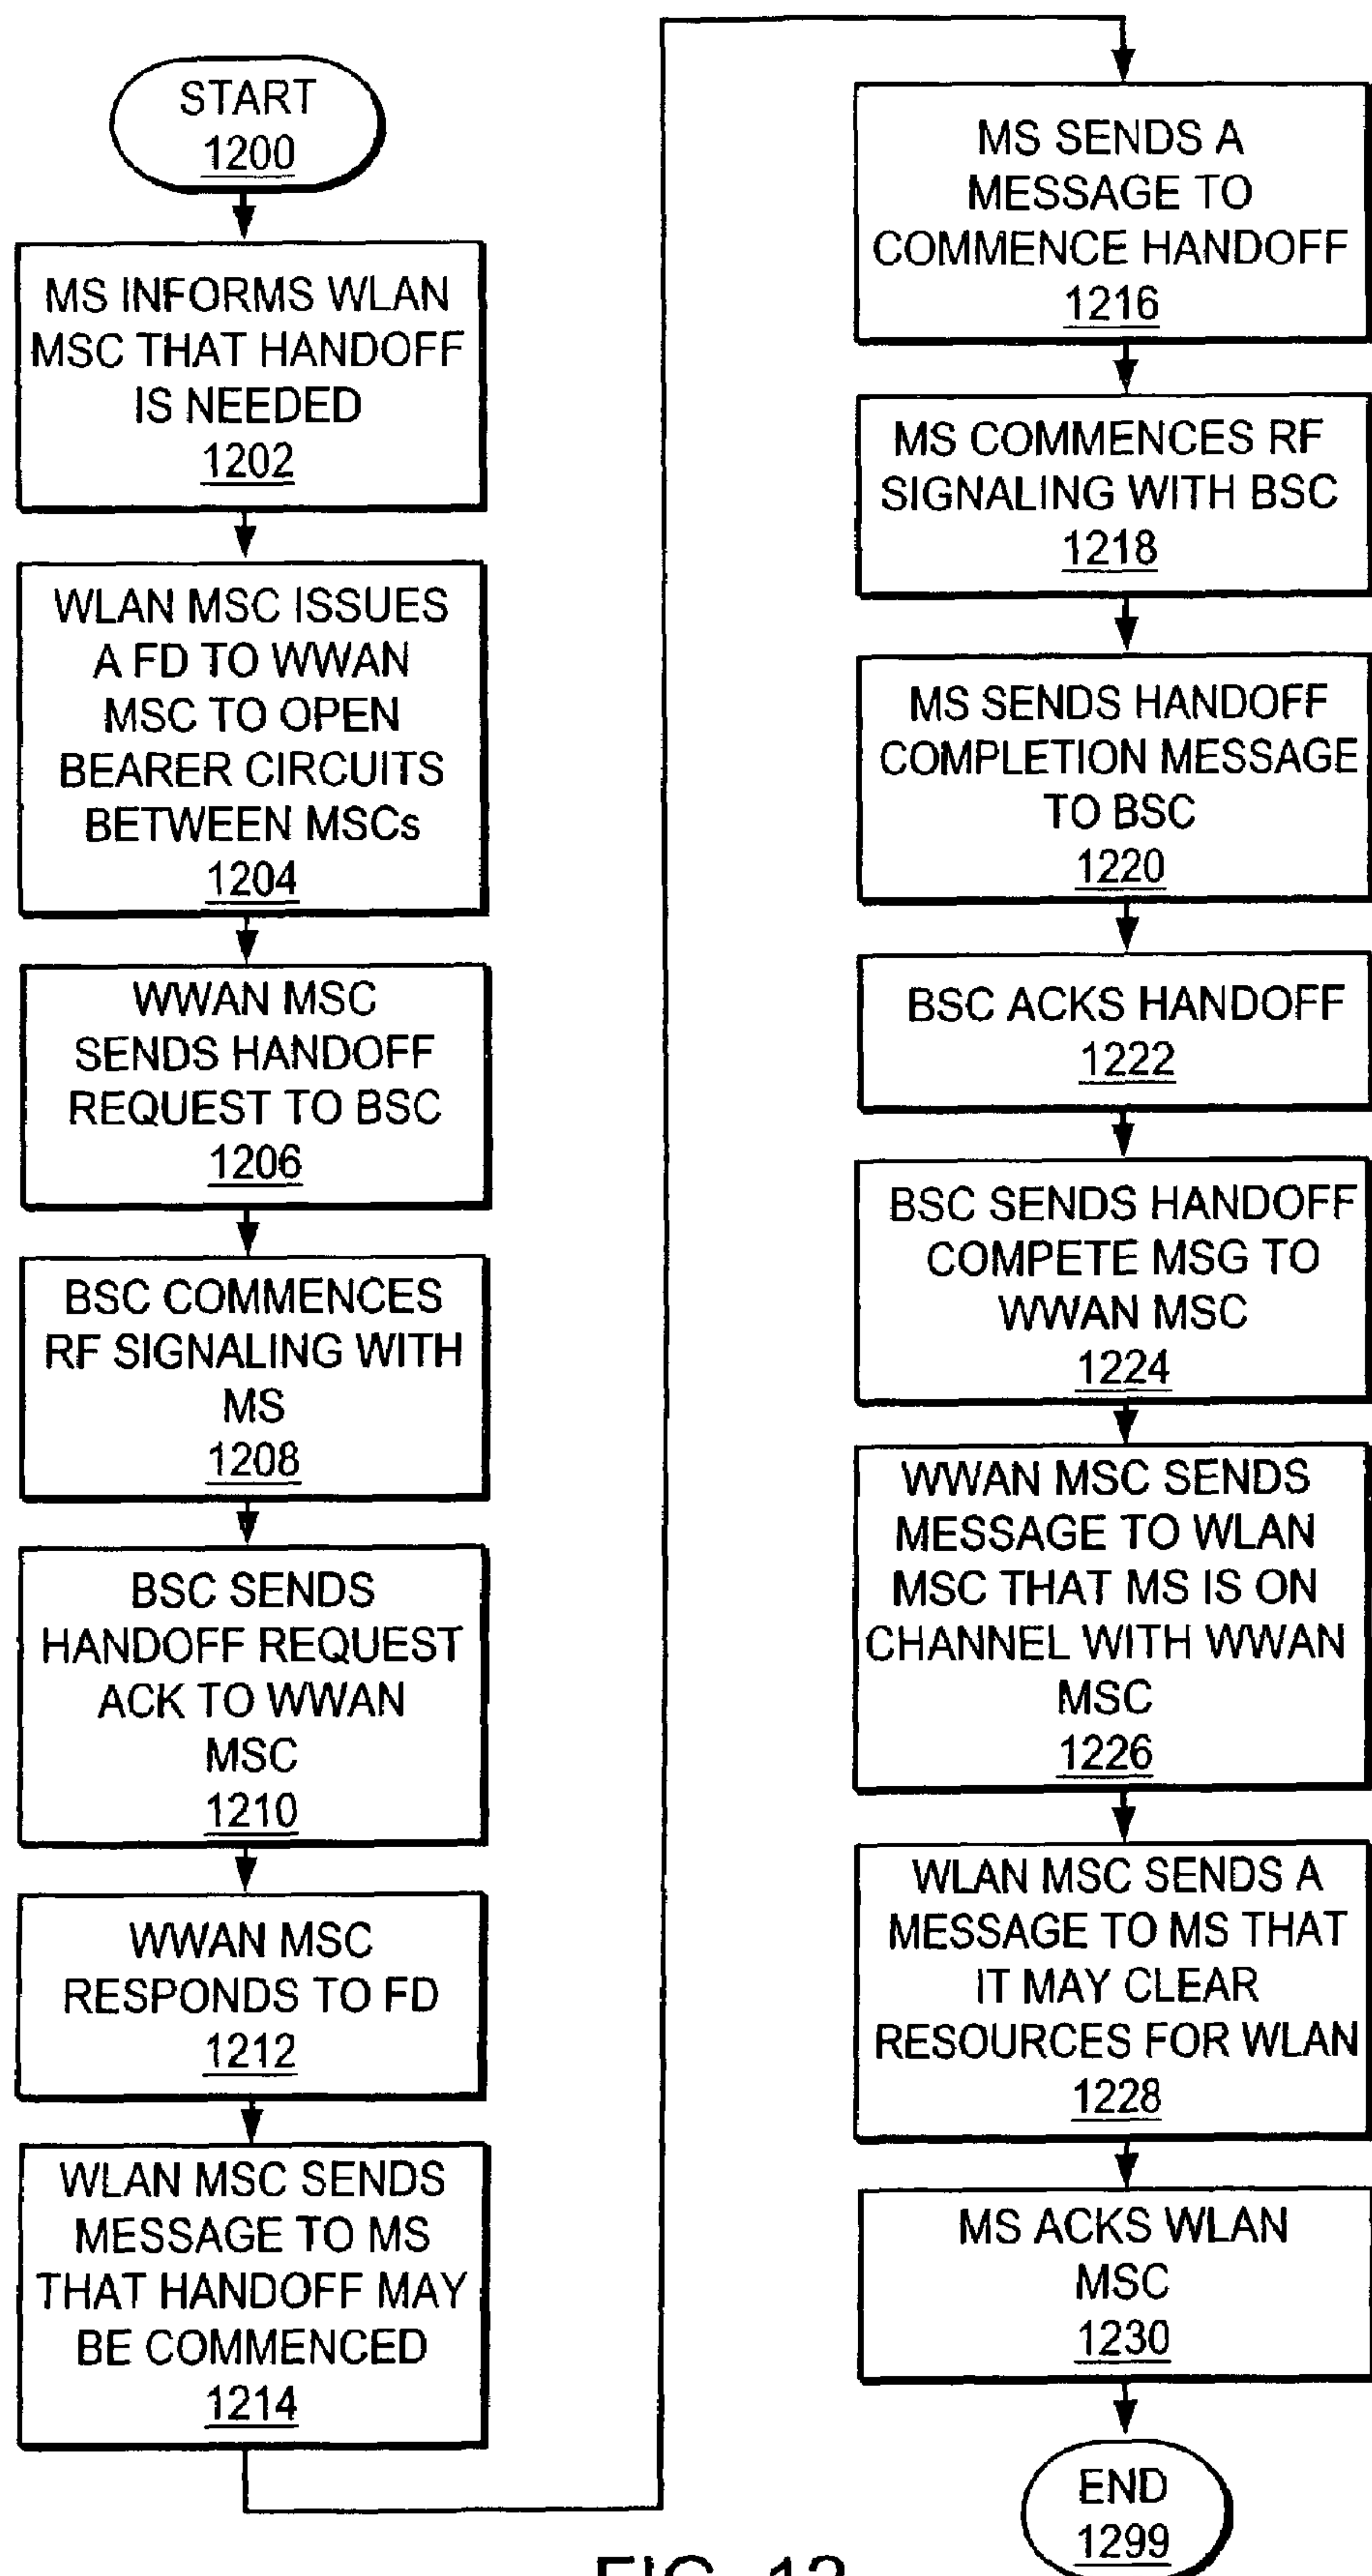 START
1200
MS INFORMS WLAN
MSC THAT HANDOFF
IS NEEDED
1202
WLAN MSC ISSUES
A FD TO WWAN
MSC TO OPEN
BEARER CIRCUITS
BETWEEN MSCs
1204
WWAN MSC
SENDS HANDOFF
REQUEST TO BSC
1206
BSC COMMENCES
RF SIGNALING WITH
MS
1208
BSC SENDS
HANDOFF REQUEST
ACK TO WWAN
MSC
1210
WWAN MSC
RESPONDS TO FD
1212
WLAN MSC SENDS
MESSAGE TO MS
THAT HANDOFF MAY
BE COMMENCED
1214
MS SENDS A
MESSAGE TO
COMMENCE HANDOFF
1216
MS COMMENCES RF
SIGNALING WITH BSC
1218
MS SENDS HANDOFF
COMPLETION MESSAGE
TO BSC
1220
BSC ACKS HANDOFF
1222
BSC SENDS HANDOFF
COMPETE MSG TO
WWAN MSC
1224
WWAN MSC SENDS
MESSAGE TO WLAN
MSC THAT MS IS ON
CHANNEL WITH WWAN
MSC
1226
WLAN MSC SENDS A
MESSAGE TO MS THAT
IT MAY CLEAR
RESOURCES FOR WLAN
1228
MS ACKS WLAN
MSC
1230
END
1299
FIG. 12